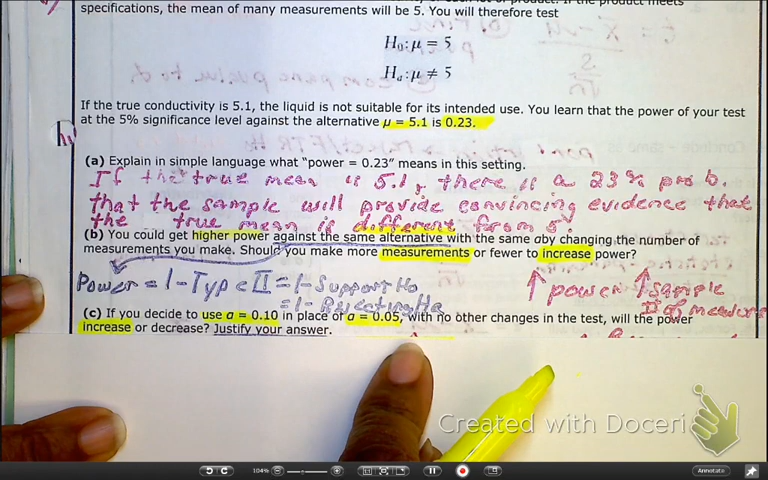 specifications, the mean of many measurements will be 5. You will therefore test
H₀: μ = 5
Hₐ: μ ≠ 5
If the true conductivity is 5.1, the liquid is not suitable for its intended use. You learn that the power of your test
at the 5% significance level against the alternative μ = 5.1 is 0.23.
(a) Explain in simple language what "power = 0.23" means in this setting.
If the true mean is 5.1, there is a 23% prob.
that the sample will provide convincing evidence that
the true mean is different from 5.
(b) You could get higher power against the same alternative with the same α by changing the number of
measurements you make. Should you make more measurements or fewer to increase power?
Power = 1 - Type II = 1 - Support Ho
= 1 - Rejecting Ha
↑ power ↑ sample
# of measure
(c) If you decide to use α = 0.10 in place of α = 0.05, with no other changes in the test, will the power
increase or decrease? Justify your answer.
Created with Doceri
104%
Annotate